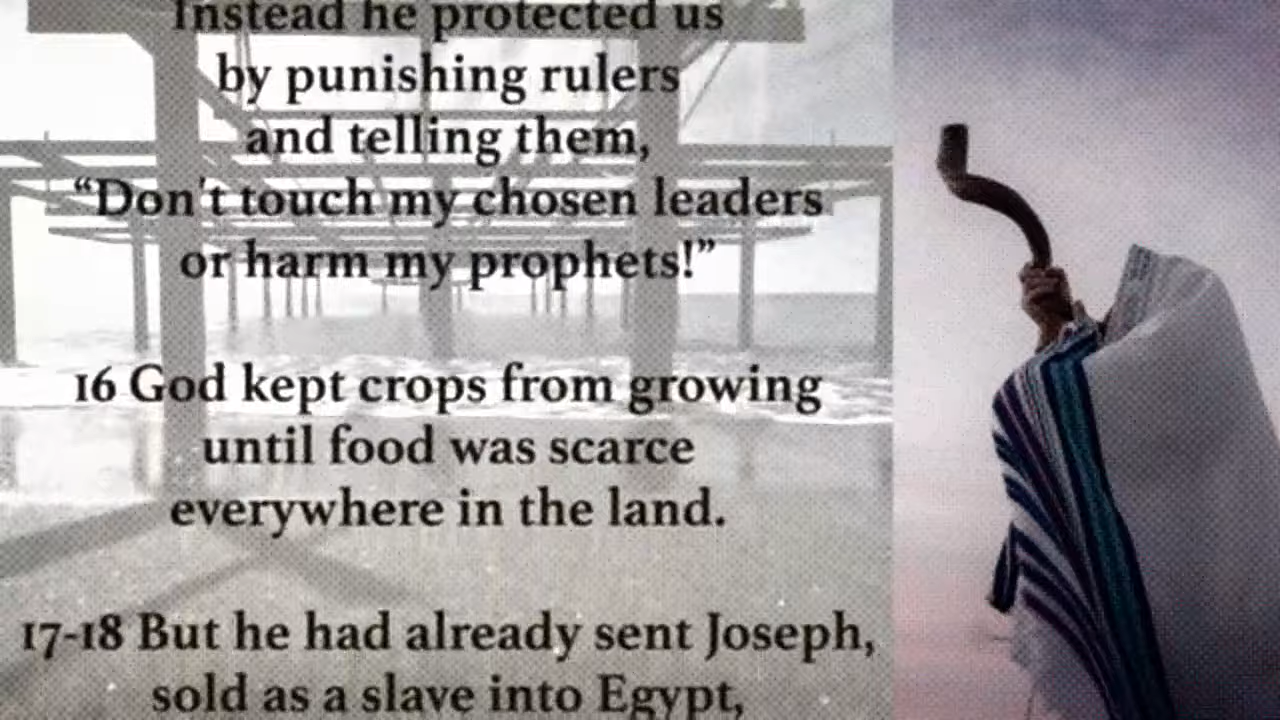 Instead he protected us
by punishing rulers
and telling them,
“Don't touch my chosen leaders
or harm my prophets!”
16 God kept crops from growing
until food was scarce
everywhere in the land.
17-18 But he had already sent Joseph,
sold as a slave into Egypt,